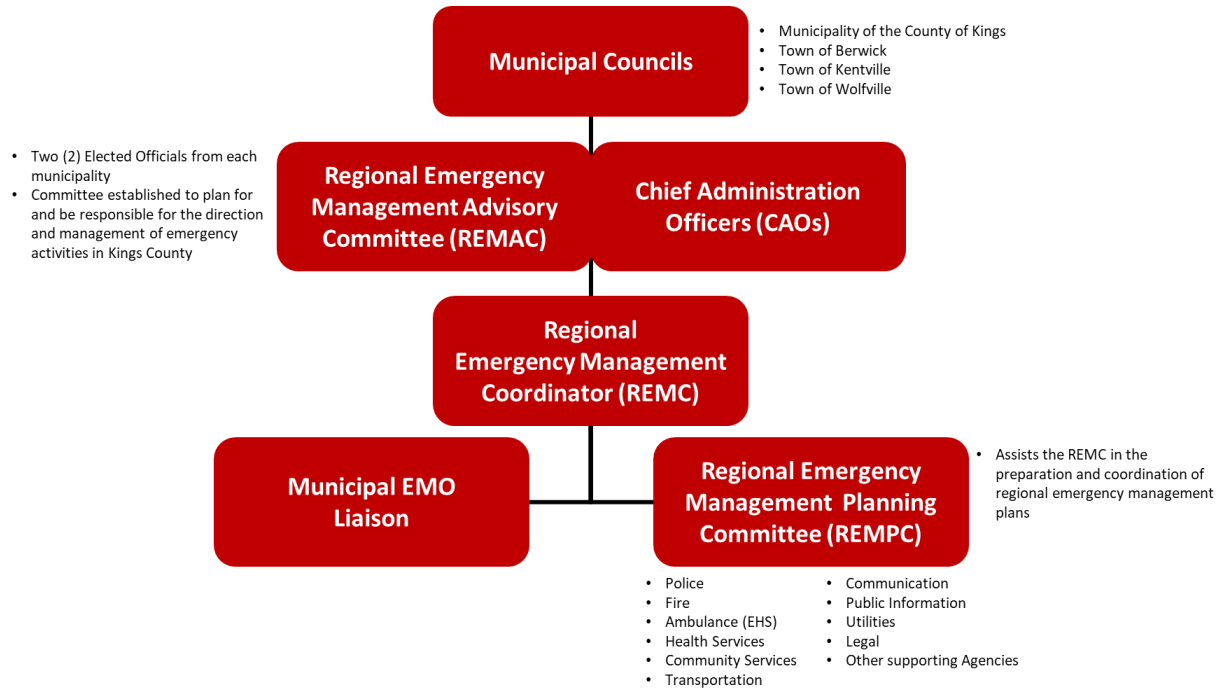 Municipal Councils
• Municipality of the County of Kings
• Town of Berwick
• Town of Kentville
• Town of Wolfville
• Two (2) Elected Officials from each
municipality
• Committee established to plan for
and be responsible for the direction
and management of emergency
activities in Kings County
Regional Emergency
Management Advisory
Committee (REMAC)
Chief Administration
Officers (CAOs)
Regional
Emergency Management
Coordinator (REMC)
Municipal EMO
Liaison
Regional Emergency
Management Planning
Committee (REMPC)
• Assists the REMC in the
preparation and coordination of
regional emergency management
plans
• Police
• Fire
• Ambulance (EHS)
• Health Services
• Community Services
• Transportation
• Communication
• Public Information
• Utilities
• Legal
• Other supporting Agencies